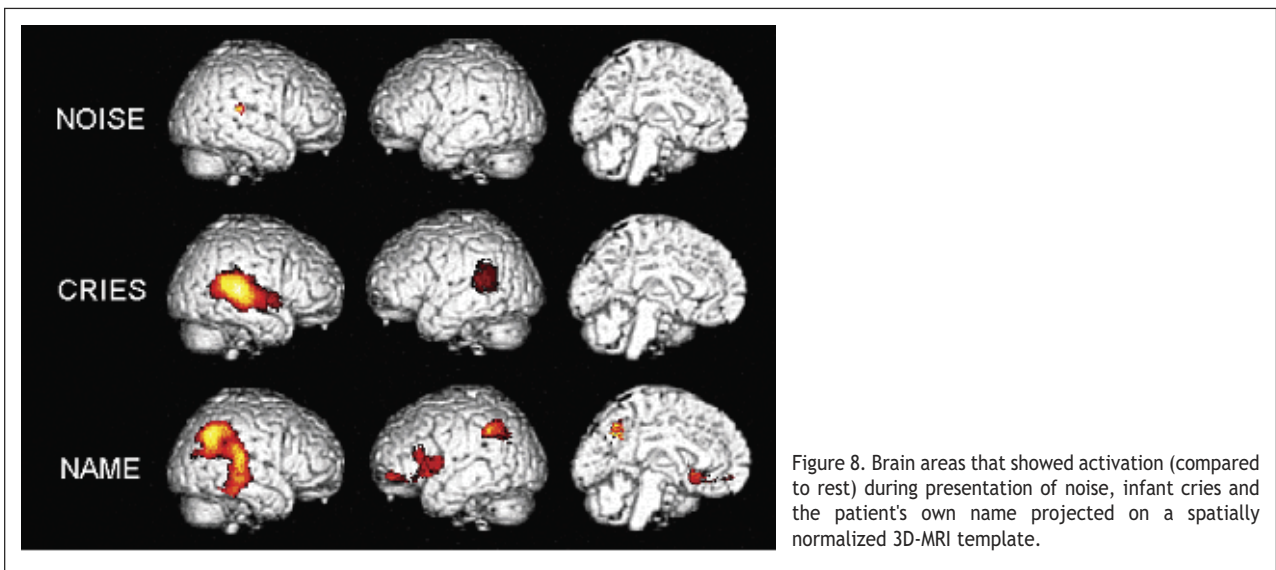 NOISE
CRIES
NAME
Figure 8. Brain areas that showed activation (compared
to rest) during presentation of noise, infant cries and
the patient's own name projected on a spatially
normalized 3D-MRI template.